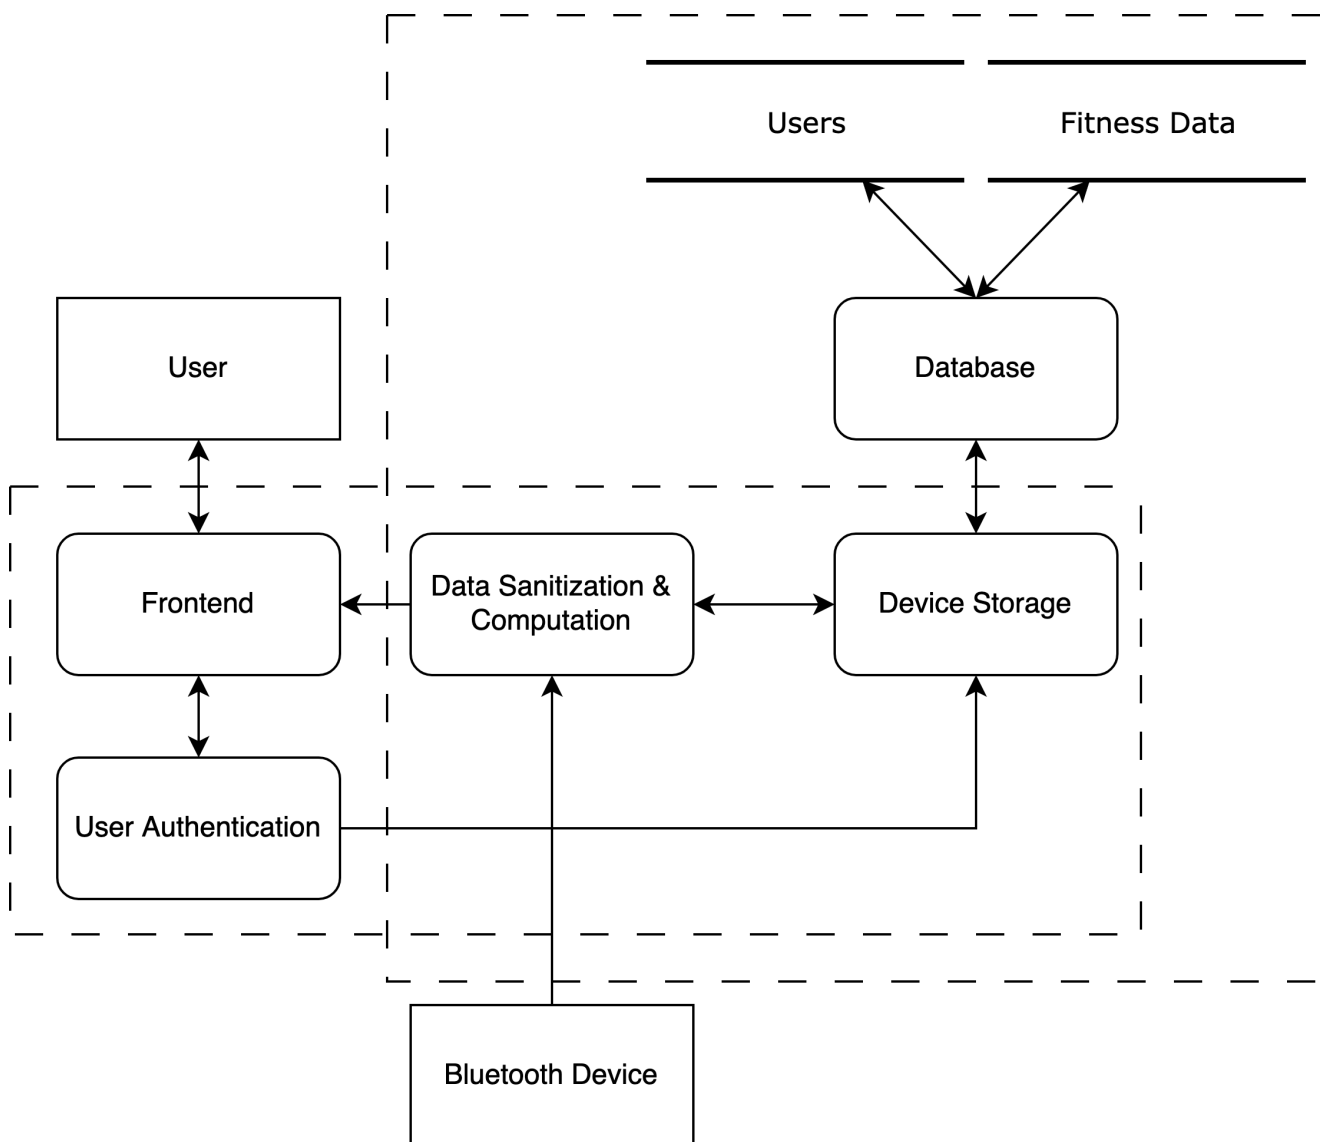 Users
Fitness Data
User
Database
Frontend
Data Sanitization &
Computation
Device Storage
User Authentication
Bluetooth Device